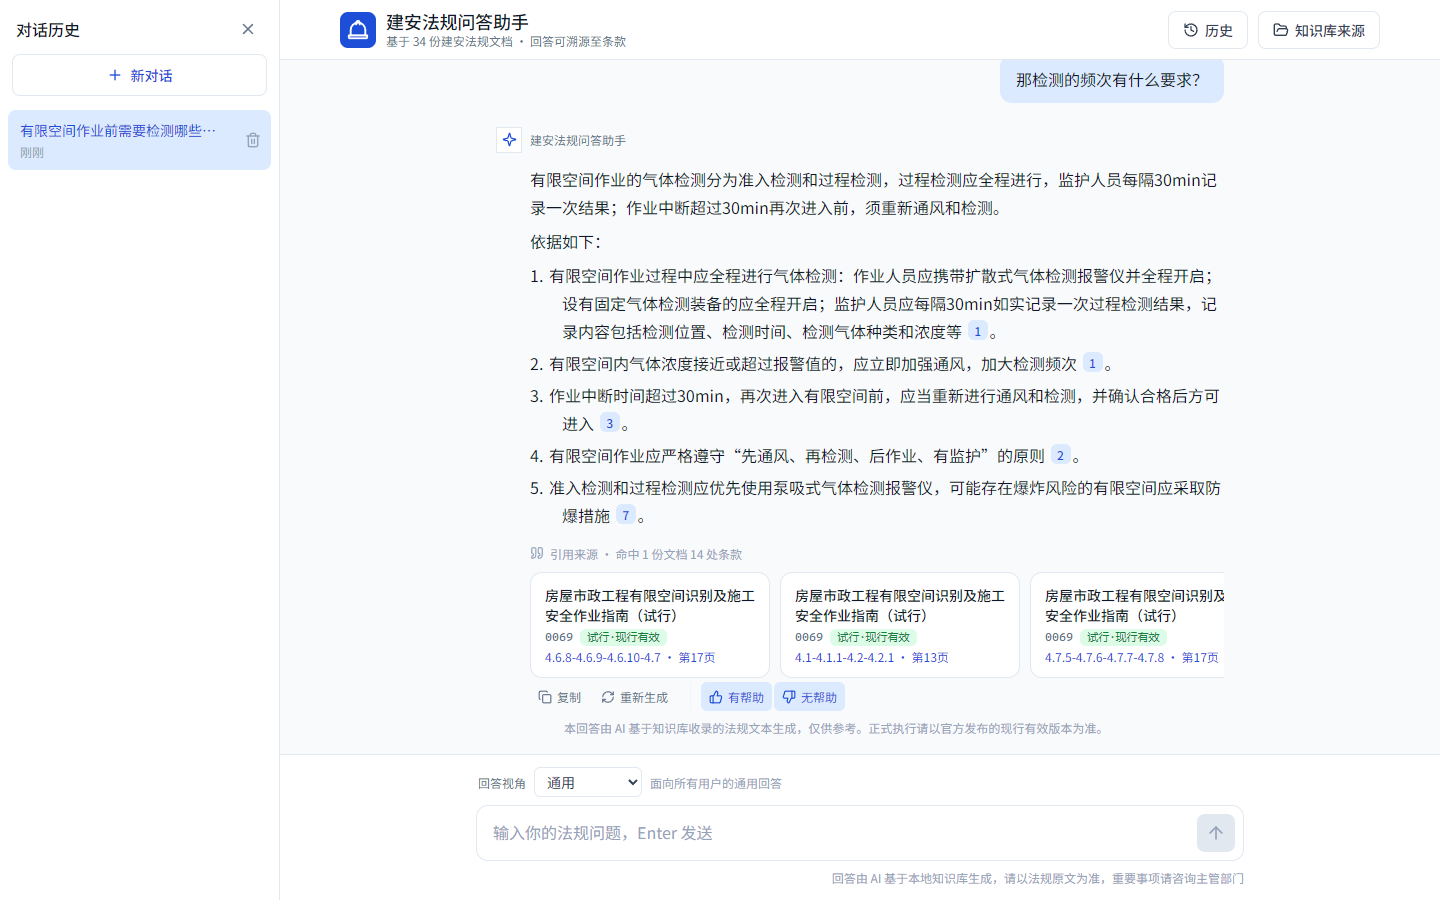 对话历史
新对话
有限空间作业前需要检测哪些…
刚刚
建安法规问答助手
基于 34 份建安法规文档 · 回答可溯源至条款
历史
知识库来源
那检测的频次有什么要求？
建安法规问答助手
有限空间作业的气体检测分为准入检测和过程检测，过程检测应全程进行，监护人员每隔30min记
录一次结果；作业中断超过30min再次进入前，须重新通风和检测。
依据如下：
1. 有限空间作业过程中应全程进行气体检测：作业人员应携带扩散式气体检测报警仪并全程开启；
设有固定气体检测装备的应全程开启；监护人员应每隔30min如实记录一次过程检测结果，记
录内容包括检测位置、检测时间、检测气体种类和浓度等 1 。
2. 有限空间内气体浓度接近或超过报警值的，应立即加强通风，加大检测频次 1 。
3. 作业中断时间超过30min，再次进入有限空间前，应当重新进行通风和检测，并确认合格后方可
进入 3 。
4. 有限空间作业应严格遵守“先通风、再检测、后作业、有监护”的原则 2 。
5. 准入检测和过程检测应优先使用泵吸式气体检测报警仪，可能存在爆炸风险的有限空间应采取防
爆措施 7 。
引用来源 · 命中 1 份文档 14 处条款
房屋市政工程有限空间识别及施工
安全作业指南（试行）
0069 试行·现行有效
4.6.8-4.6.9-4.6.10-4.7 · 第17页
房屋市政工程有限空间识别及施工
安全作业指南（试行）
0069 试行·现行有效
4.1-4.1.1-4.2-4.2.1 · 第13页
房屋市政工程有限空间识别及
安全作业指南（试行）
0069 试行·现行有效
4.7.5-4.7.6-4.7.7-4.7.8 · 第17页
复制
重新生成
有帮助
无帮助
本回答由 AI 基于知识库收录的法规文本生成，仅供参考。正式执行请以官方发布的现行有效版本为准。
回答视角
通用
面向所有用户的通用回答
输入你的法规问题，Enter 发送
回答由 AI 基于本地知识库生成，请以法规原文为准，重要事项请咨询主管部门